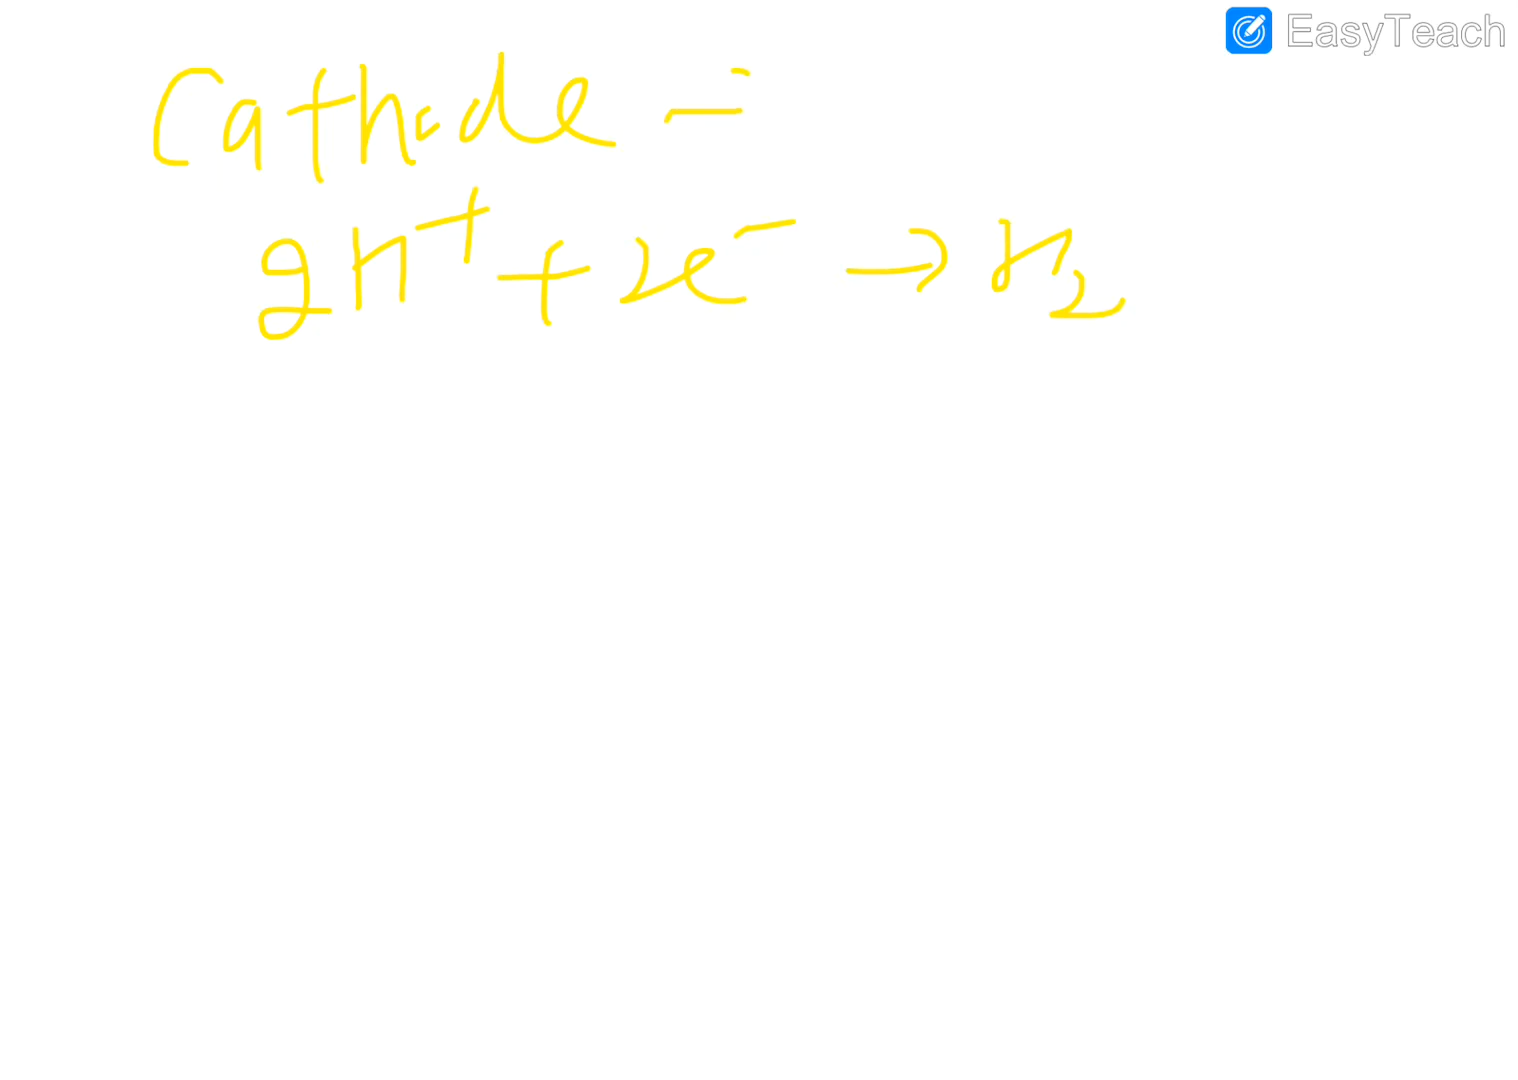 EasyTeach
Cathode -
2H⁺ + 2e⁻ → H₂